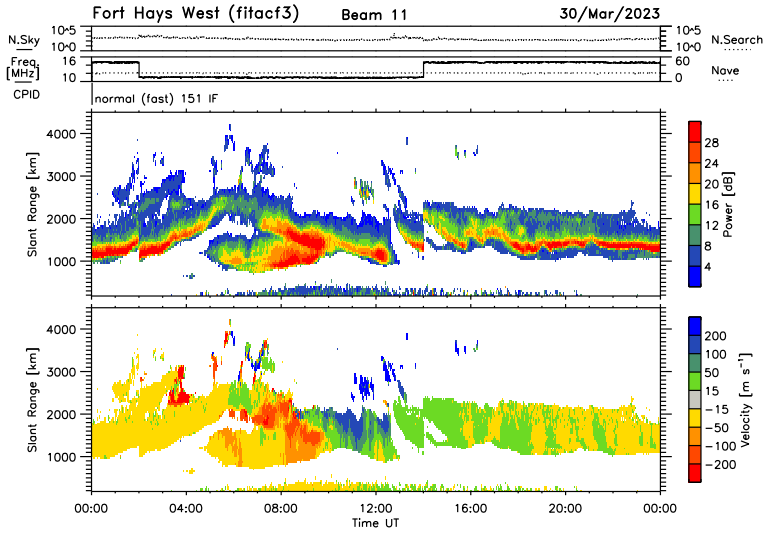 Fort Hays West (fitacf3) Beam 11 30/Mar/2023
N.Sky 10^5 10^0 10^5 10^0 N.Search
Freq. [MHz] 16 10 60 0 Nave
CPID normal (fast) 151 IF
Slant Range [km] 4000 3000 2000 1000
Power [dB] 28 24 20 16 12 8 4
Slant Range [km] 4000 3000 2000 1000
Velocity [m s⁻¹] 200 100 50 15 −15 −50 −100 −200
00:00 04:00 08:00 12:00 16:00 20:00 00:00
Time UT